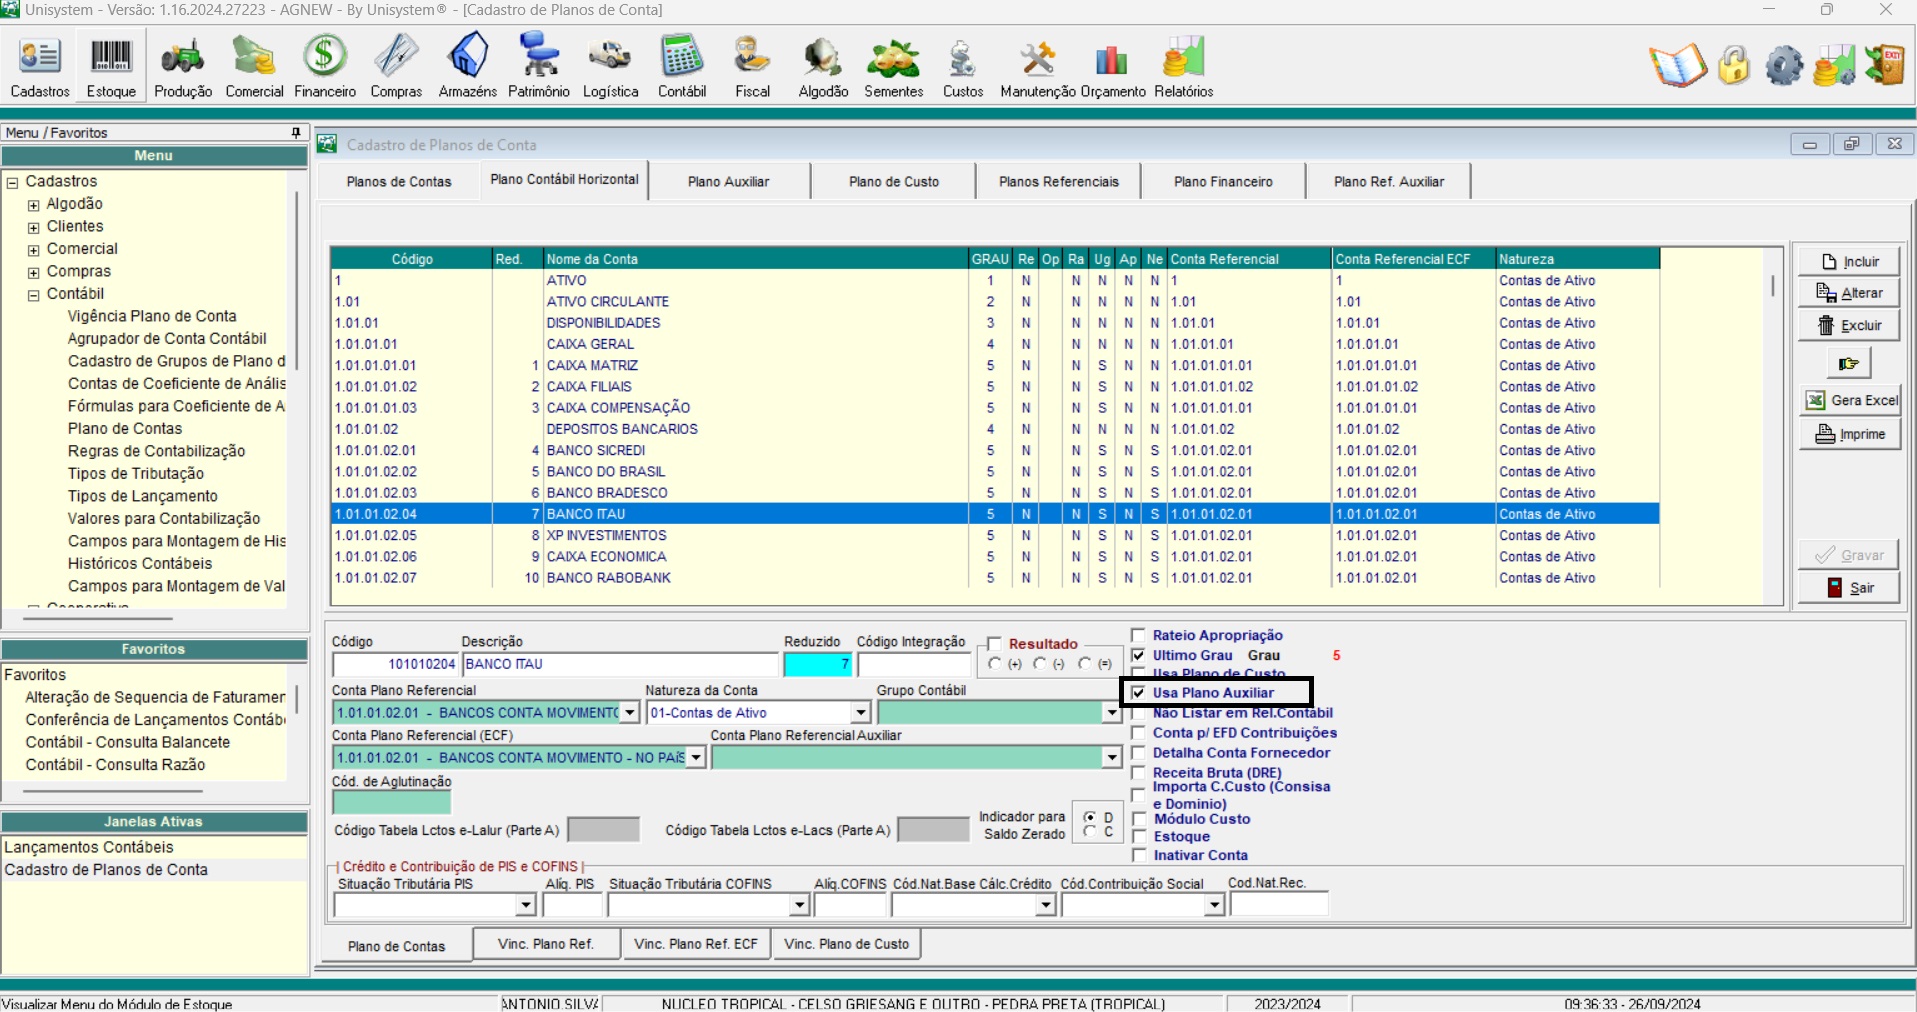 Unisystem - Versão: 1.16.2024.27223 - AGNEW - By Unisystem® - [Cadastro de Planos de Conta]
Cadastros Estoque Produção Comercial Financeiro Compras Armazéns Patrimônio Logística Contábil Fiscal Algodão Sementes Custos Manutenção Orçamento Relatórios
Menu / Favoritos
Menu
Cadastros
Algodão
Clientes
Comercial
Compras
Contábil
Vigência Plano de Conta
Agrupador de Conta Contábil
Cadastro de Grupos de Plano d
Contas de Coeficiente de Anális
Fórmulas para Coeficiente de A
Plano de Contas
Regras de Contabilização
Tipos de Tributação
Tipos de Lançamento
Valores para Contabilização
Campos para Montagem de His
Históricos Contábeis
Campos para Montagem de Val
Cooperativa
Favoritos
Favoritos
Alteração de Sequencia de Faturamer
Conferência de Lançamentos Contáb
Contábil - Consulta Balancete
Contábil - Consulta Razão
Janelas Ativas
Lançamentos Contábeis
Cadastro de Planos de Conta
Cadastro de Planos de Conta
Planos de Contas Plano Contábil Horizontal Plano Auxiliar Plano de Custo Planos Referenciais Plano Financeiro Plano Ref. Auxiliar
Código Red. Nome da Conta GRAU Re Op Ra Ug Ap Ne Conta Referencial Conta Referencial ECF Natureza
1 ATIVO 1 N N N N N 1 1 Contas de Ativo
1.01 ATIVO CIRCULANTE 2 N N N N N 1.01 1.01 Contas de Ativo
1.01.01 DISPONIBILIDADES 3 N N N N N 1.01.01 1.01.01 Contas de Ativo
1.01.01.01 CAIXA GERAL 4 N N N N N 1.01.01.01 1.01.01.01 Contas de Ativo
1.01.01.01.01 1 CAIXA MATRIZ 5 N N S N N 1.01.01.01.01 1.01.01.01.01 Contas de Ativo
1.01.01.01.02 2 CAIXA FILIAIS 5 N N S N N 1.01.01.01.02 1.01.01.01.02 Contas de Ativo
1.01.01.01.03 3 CAIXA COMPENSAÇÃO 5 N N S N N 1.01.01.01.01 1.01.01.01.01 Contas de Ativo
1.01.01.02 DEPOSITOS BANCARIOS 4 N N N N N 1.01.01.02 1.01.01.02 Contas de Ativo
1.01.01.02.01 4 BANCO SICREDI 5 N N S N S 1.01.01.02.01 1.01.01.02.01 Contas de Ativo
1.01.01.02.02 5 BANCO DO BRASIL 5 N N S N S 1.01.01.02.01 1.01.01.02.01 Contas de Ativo
1.01.01.02.03 6 BANCO BRADESCO 5 N N S N S 1.01.01.02.01 1.01.01.02.01 Contas de Ativo
1.01.01.02.04 7 BANCO ITAU 5 N N S N S 1.01.01.02.01 1.01.01.02.01 Contas de Ativo
1.01.01.02.05 8 XP INVESTIMENTOS 5 N N S N S 1.01.01.02.01 1.01.01.02.01 Contas de Ativo
1.01.01.02.06 9 CAIXA ECONOMICA 5 N N S N S 1.01.01.02.01 1.01.01.02.01 Contas de Ativo
1.01.01.02.07 10 BANCO RABOBANK 5 N N S N S 1.01.01.02.01 1.01.01.02.01 Contas de Ativo
Incluir
Alterar
Excluir
Gera Excel
Imprime
Gravar
Sair
Código Descrição Reduzido Código Integração Resultado
101010204 BANCO ITAU 7 (+) (-) (=)
Conta Plano Referencial Natureza da Conta Grupo Contábil
1.01.01.02.01 - BANCOS CONTA MOVIMENTO 01-Contas de Ativo
Conta Plano Referencial (ECF) Conta Plano Referencial Auxiliar
1.01.01.02.01 - BANCOS CONTA MOVIMENTO - NO PAÍS
Cód. de Aglutinação
Código Tabela Lctos e-Lalur (Parte A) Código Tabela Lctos e-Lacs (Parte A) Indicador para Saldo Zerado D C
Rateio Apropriação
Ultimo Grau Grau 5
Usa Plano de Custo
Usa Plano Auxiliar
Não Listar em Rel.Contábil
Conta p/ EFD Contribuições
Detalha Conta Fornecedor
Receita Bruta (DRE)
Importa C.Custo (Consisa
e Dominio)
Módulo Custo
Estoque
Inativar Conta
| Crédito e Contribuição de PIS e COFINS |
Situação Tributária PIS Alíq. PIS Situação Tributária COFINS Alíq.COFINS Cód.Nat.Base Cálc.Crédito Cód.Contribuição Social Cod.Nat.Rec.
Plano de Contas Vinc. Plano Ref. Vinc. Plano Ref. ECF Vinc. Plano de Custo
Visualizar Menu do Módulo de Estoque ANTONIO.SILVA NUCLEO TROPICAL - CELSO GRIESANG E OUTRO - PEDRA PRETA (TROPICAL) 2023/2024 09:36:33 - 26/09/2024